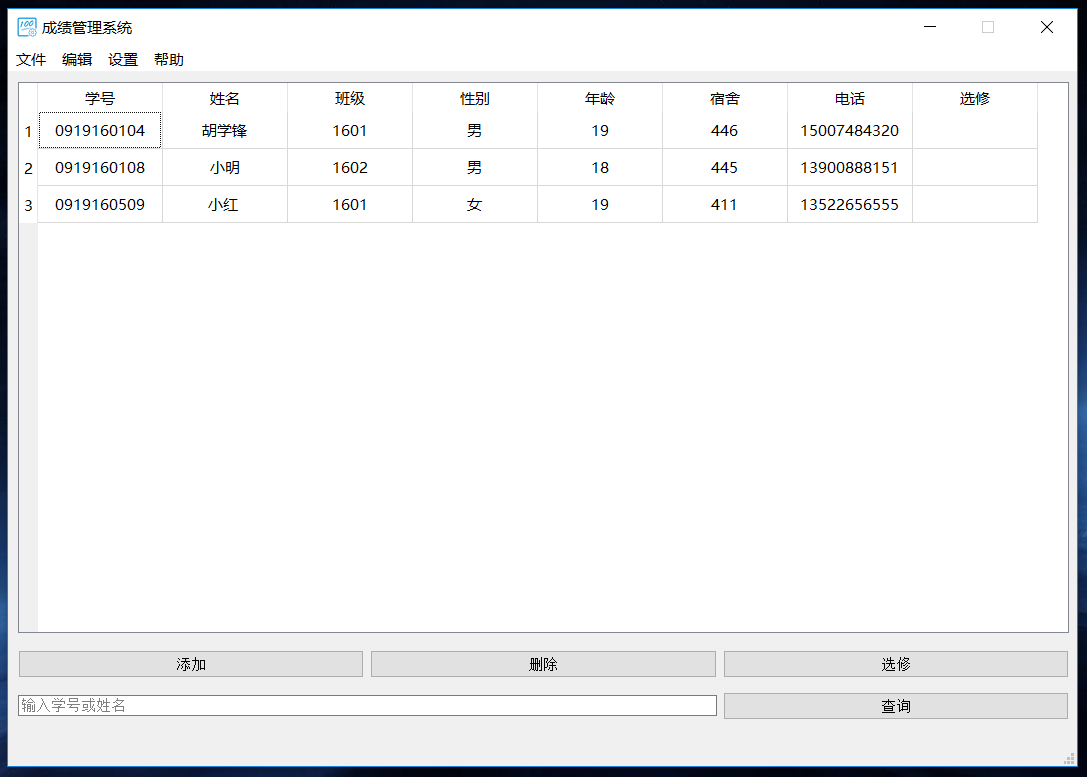 成绩管理系统
文件 编辑 设置 帮助
学号 姓名 班级 性别 年龄 宿舍 电话 选修
1 0919160104 胡学锋 1601 男 19 446 15007484320
2 0919160108 小明 1602 男 18 445 13900888151
3 0919160509 小红 1601 女 19 411 13522656555
添加 删除 选修
输入学号或姓名 查询